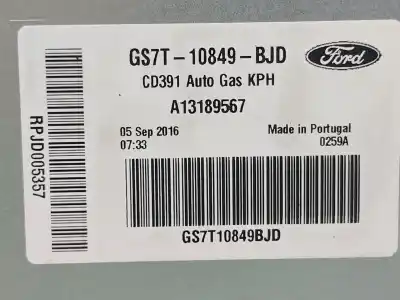 GS7T-10849-BJD
Ford
CD391 Auto Gas KPH
A13189567
05 Sep 2016
07:33
Made in Portugal
0259A
GS7T10849BJD
RPJD005357